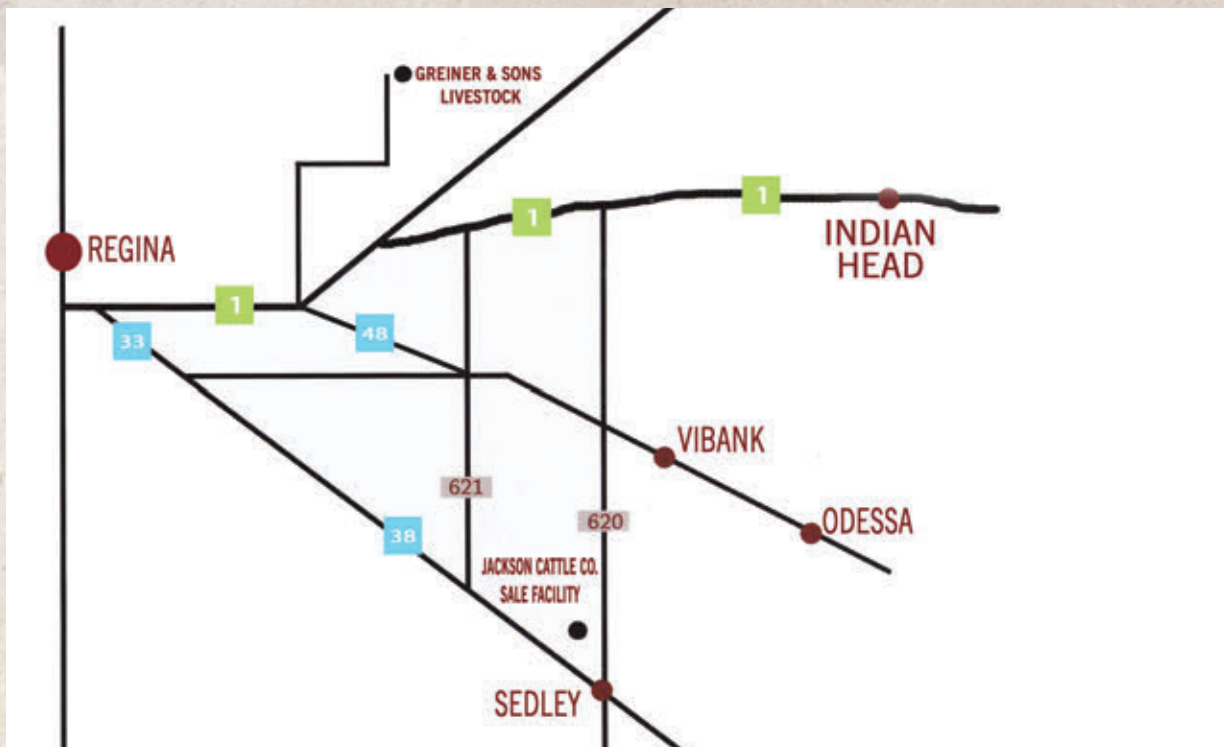 GREINER & SONS
LIVESTOCK
1
1
INDIAN
HEAD
REGINA
1
33
48
VIBANK
621
620
ODESSA
38
JACKSON CATTLE CO.
SALE FACILITY
SEDLEY